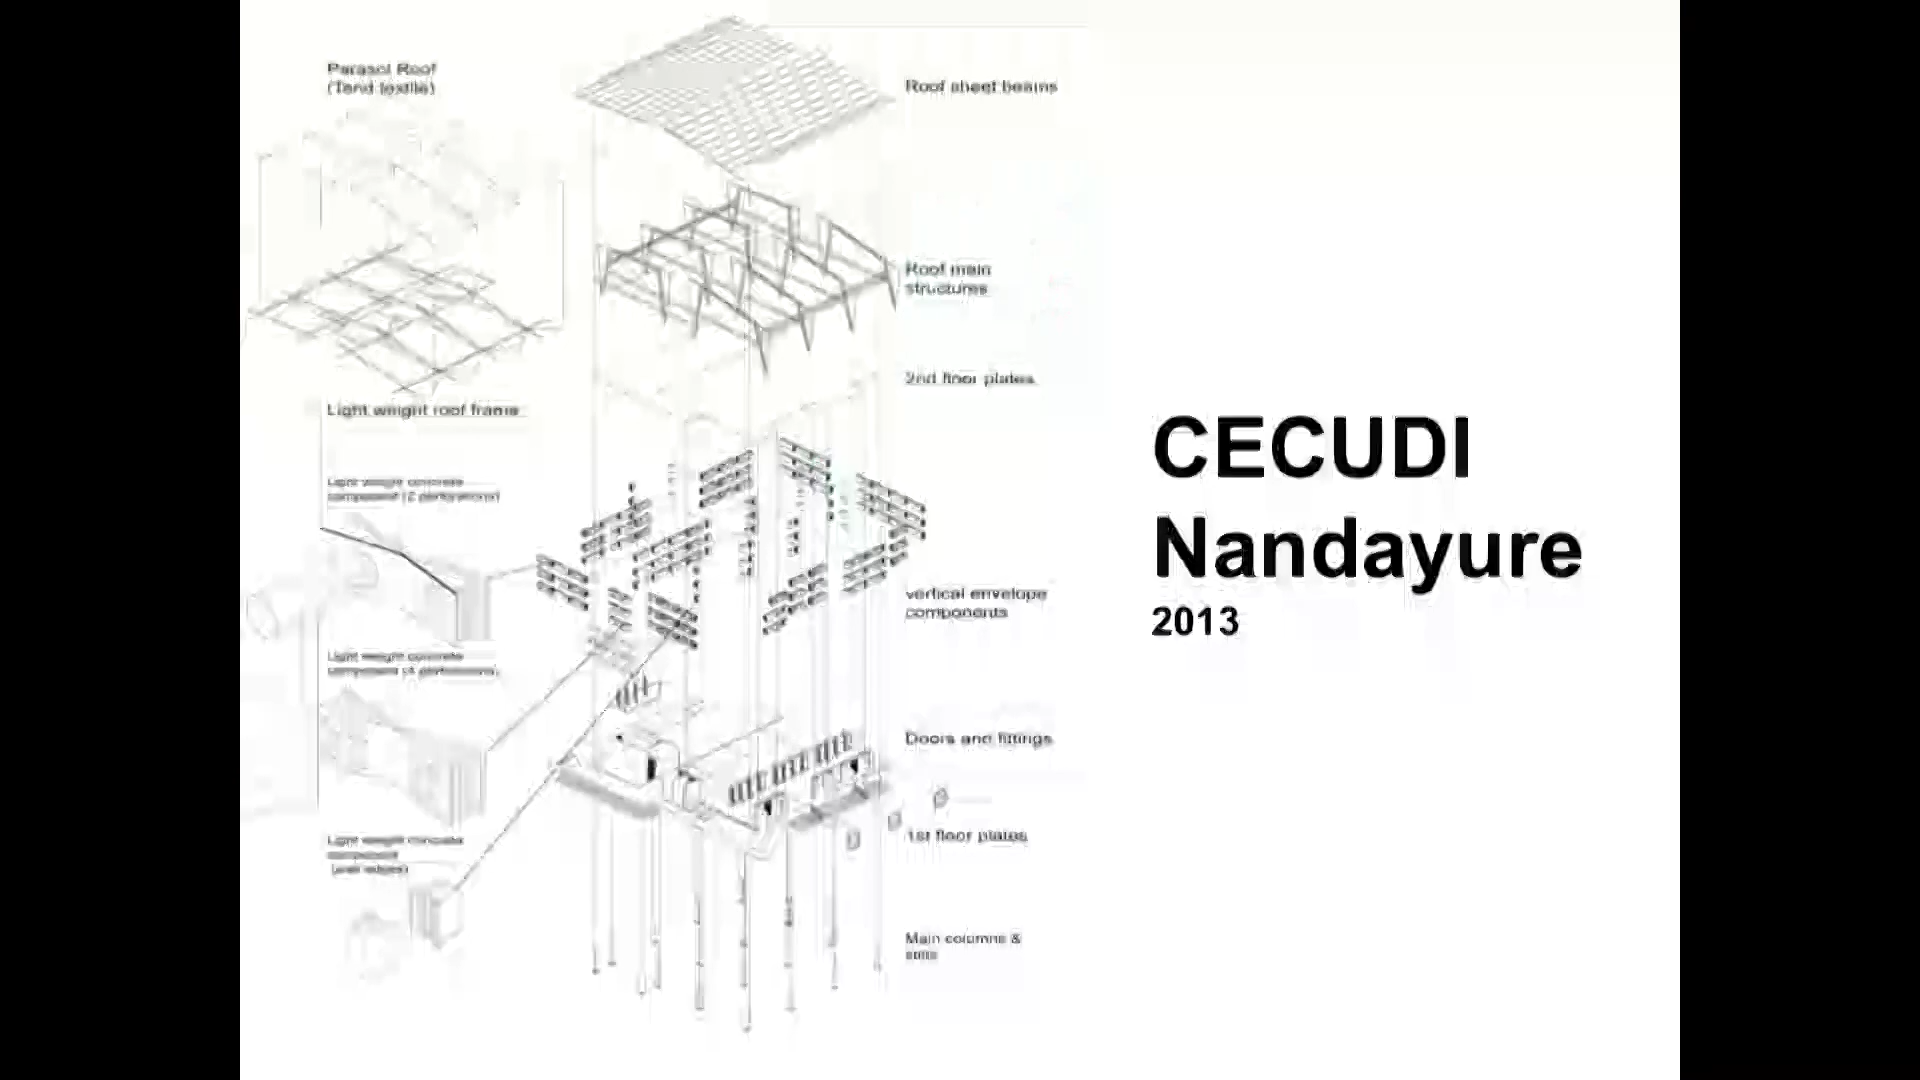 Parasol Roof
(Tend textile)
Roof sheet beams
Roof main
structures
2nd floor plates
Light weight roof frame
Light weight concrete
component (2 perforations)
vertical envelope
components
Light weight concrete
component (4 perforations)
Doors and fittings
1st floor plates
Light weight concrete
component
(wall edges)
Main columns &
CECUDI
Nandayure
2013